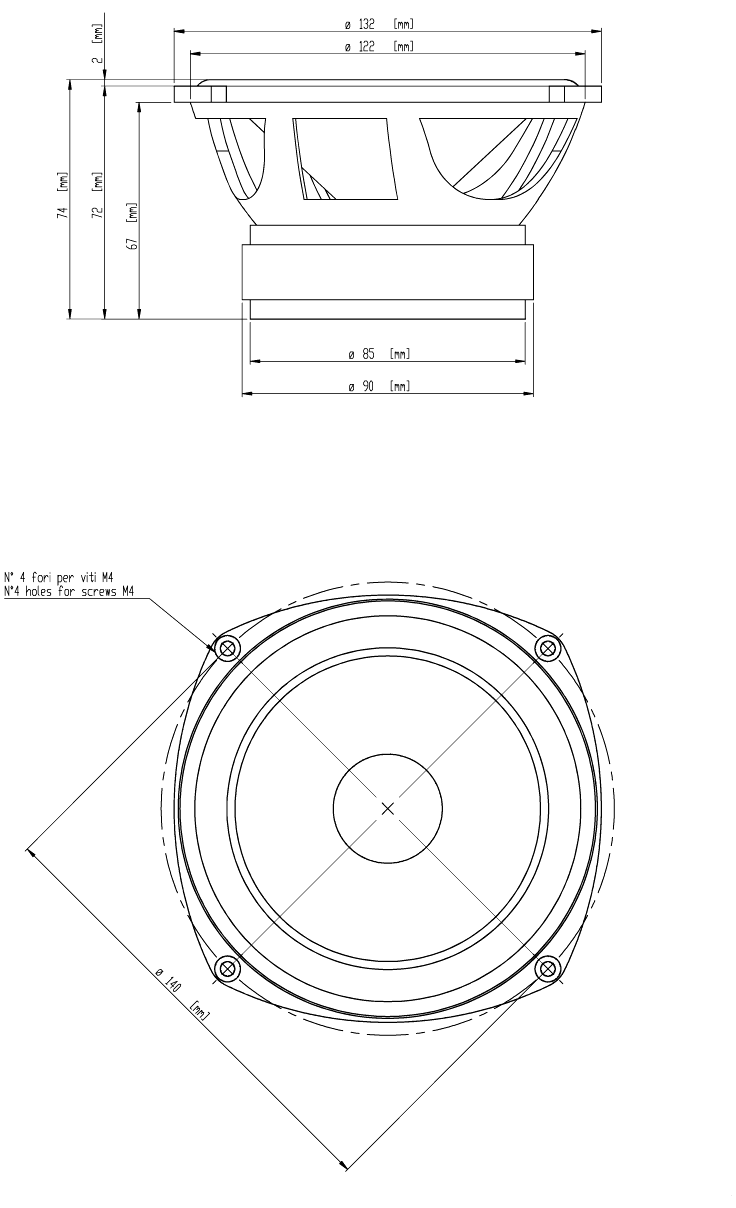 ø 132 [mm]
ø 122 [mm]
2 [mm]
74 [mm]
72 [mm]
67 [mm]
ø 85 [mm]
ø 90 [mm]
N° 4 fori per viti M4
N°4 holes for screws M4
ø 140 [mm]